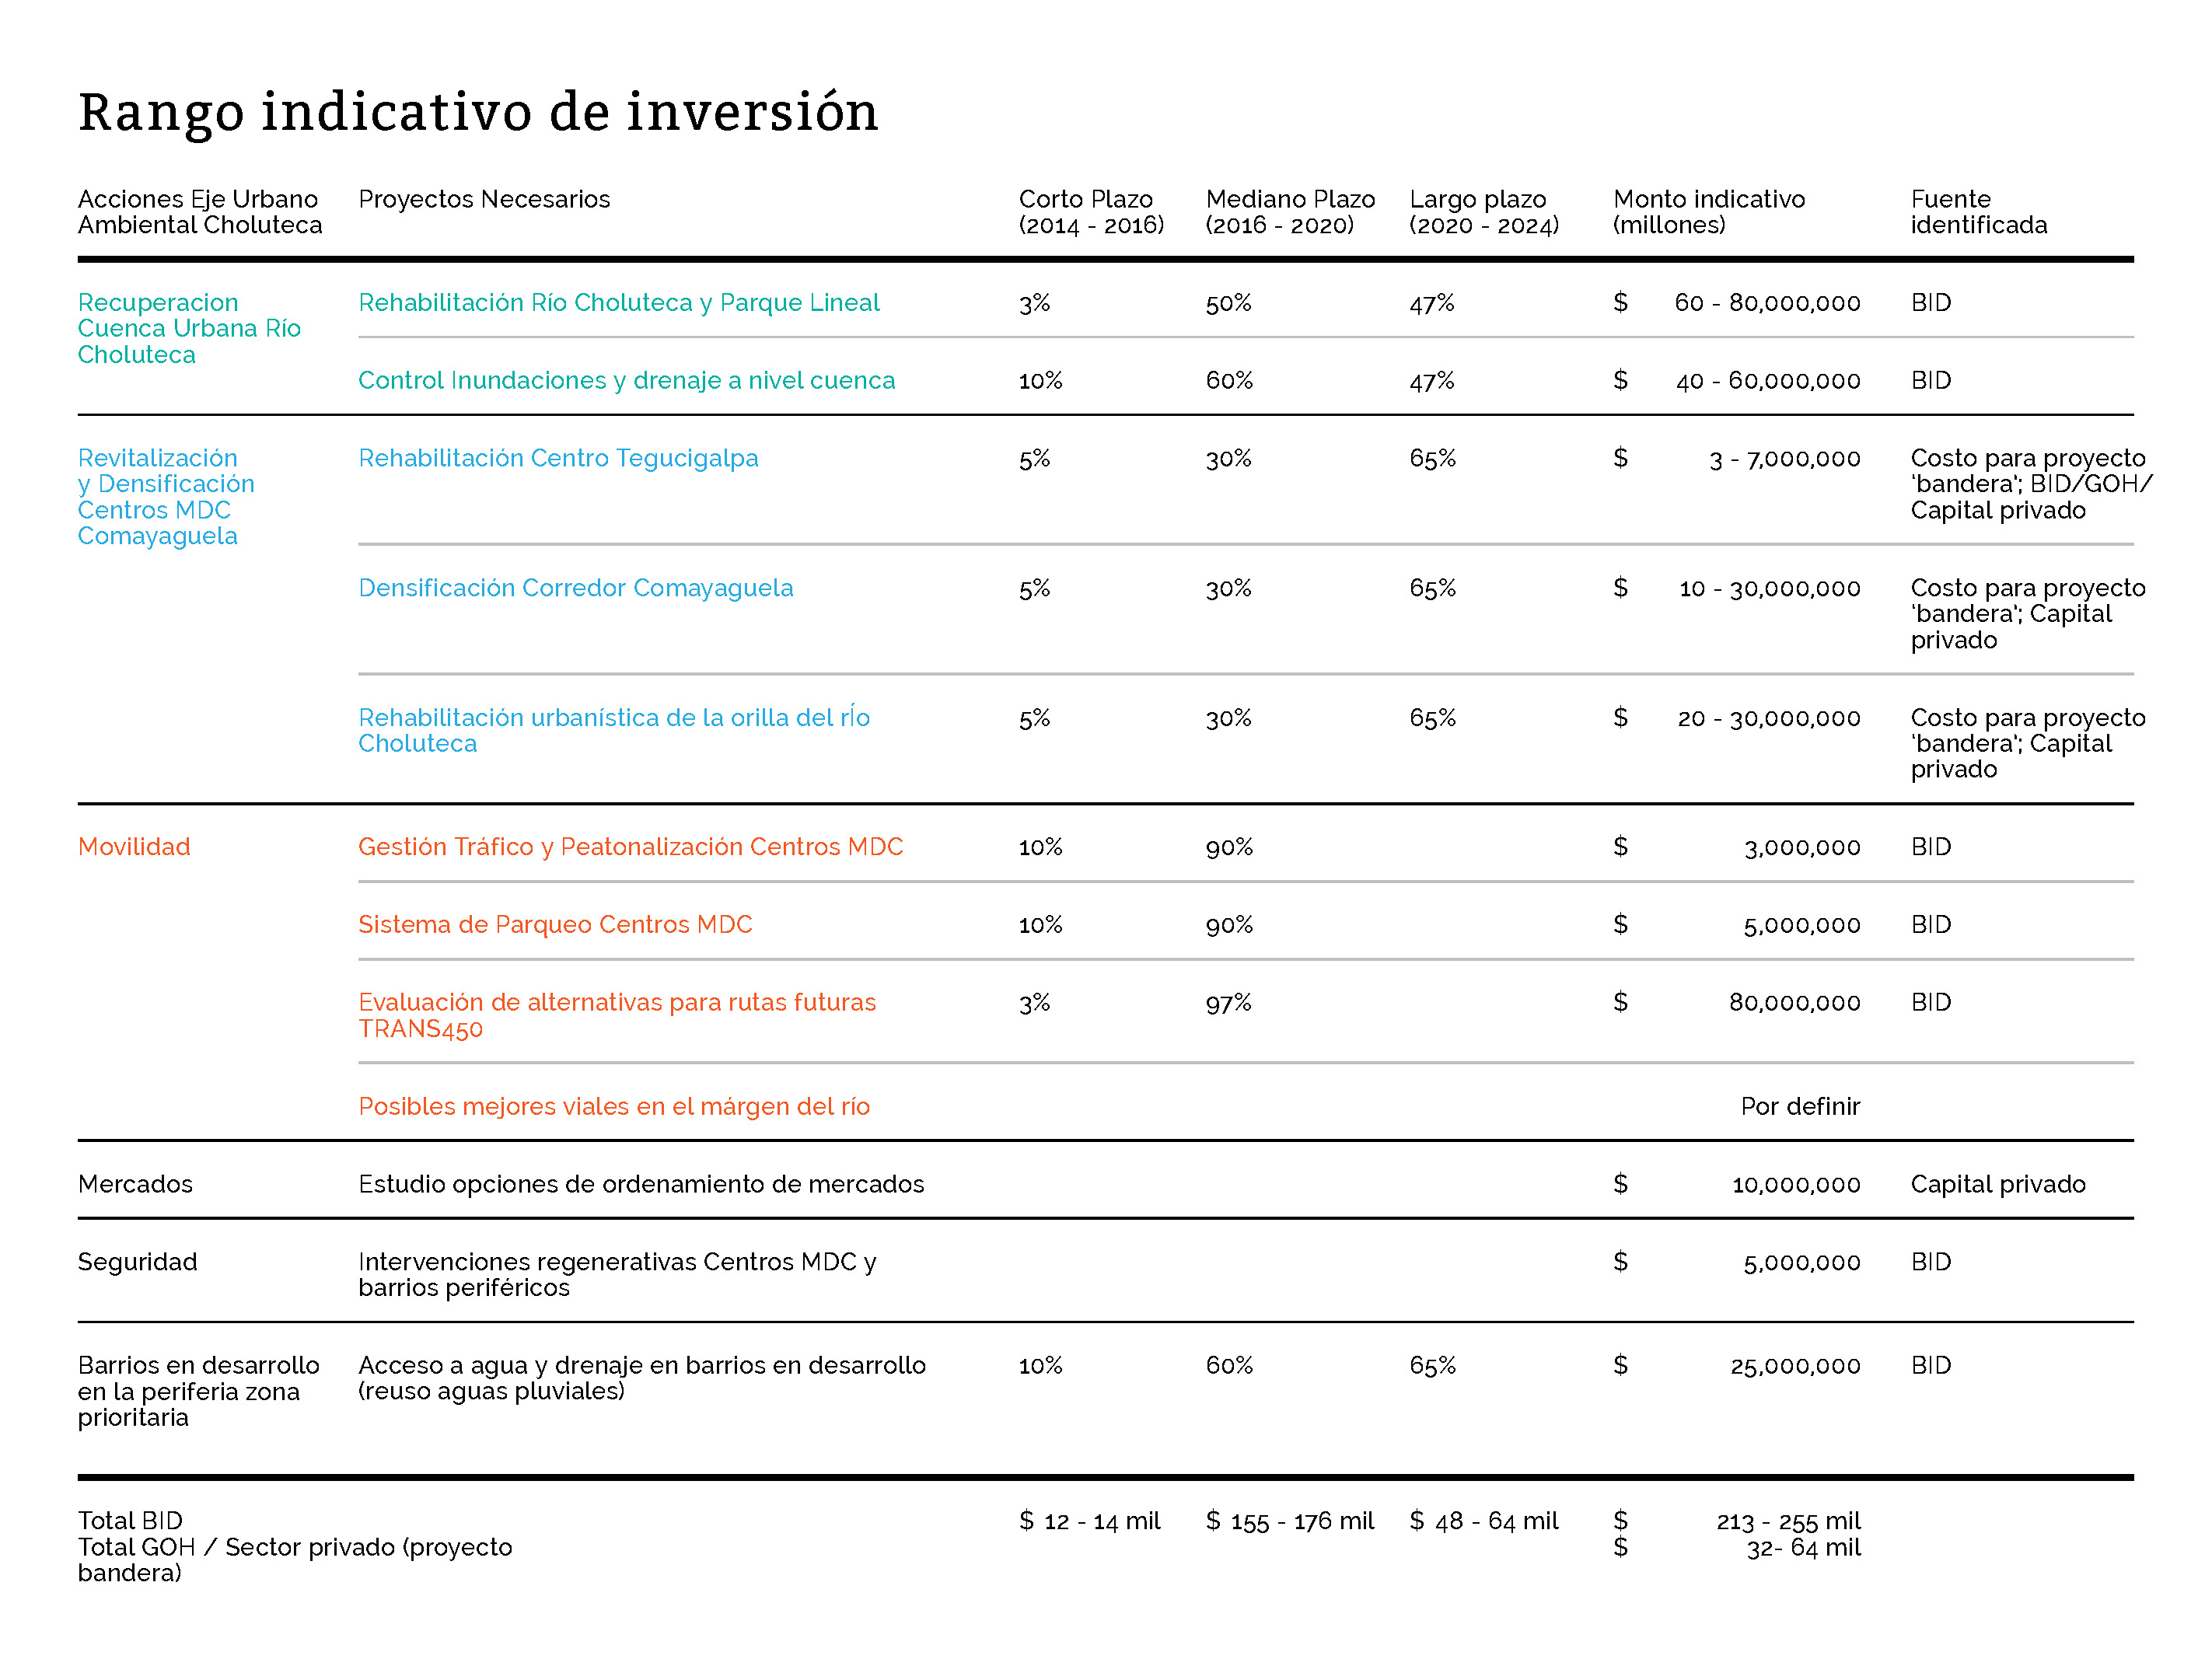 Rango indicativo de inversión
Acciones Eje Urbano
Ambiental Choluteca
Proyectos Necesarios
Corto Plazo
(2014 - 2016)
Mediano Plazo
(2016 - 2020)
Largo plazo
(2020 - 2024)
Monto indicativo
(millones)
Fuente
identificada
Recuperacion
Cuenca Urbana Río
Choluteca
Rehabilitación Río Choluteca y Parque Lineal 3% 50% 47% $ 60 - 80,000,000 BID
Control Inundaciones y drenaje a nivel cuenca 10% 60% 47% $ 40 - 60,000,000 BID
Revitalización
y Densificación
Centros MDC
Comayaguela
Rehabilitación Centro Tegucigalpa 5% 30% 65% $ 3 - 7,000,000 Costo para proyecto
‘bandera’; BID/GOH/
Capital privado
Densificación Corredor Comayaguela 5% 30% 65% $ 10 - 30,000,000 Costo para proyecto
‘bandera’; Capital
privado
Rehabilitación urbanística de la orilla del rÍo
Choluteca
5% 30% 65% $ 20 - 30,000,000 Costo para proyecto
‘bandera’; Capital
privado
Movilidad
Gestión Tráfico y Peatonalización Centros MDC 10% 90% $ 3,000,000 BID
Sistema de Parqueo Centros MDC 10% 90% $ 5,000,000 BID
Evaluación de alternativas para rutas futuras
TRANS450
3% 97% $ 80,000,000 BID
Posibles mejores viales en el márgen del río Por definir
Mercados Estudio opciones de ordenamiento de mercados $ 10,000,000 Capital privado
Seguridad Intervenciones regenerativas Centros MDC y
barrios periféricos
$ 5,000,000 BID
Barrios en desarrollo
en la periferia zona
prioritaria
Acceso a agua y drenaje en barrios en desarrollo
(reuso aguas pluviales)
10% 60% 65% $ 25,000,000 BID
Total BID $ 12 - 14 mil $ 155 - 176 mil $ 48 - 64 mil $ 213 - 255 mil
Total GOH / Sector privado (proyecto
bandera)
$ 32- 64 mil